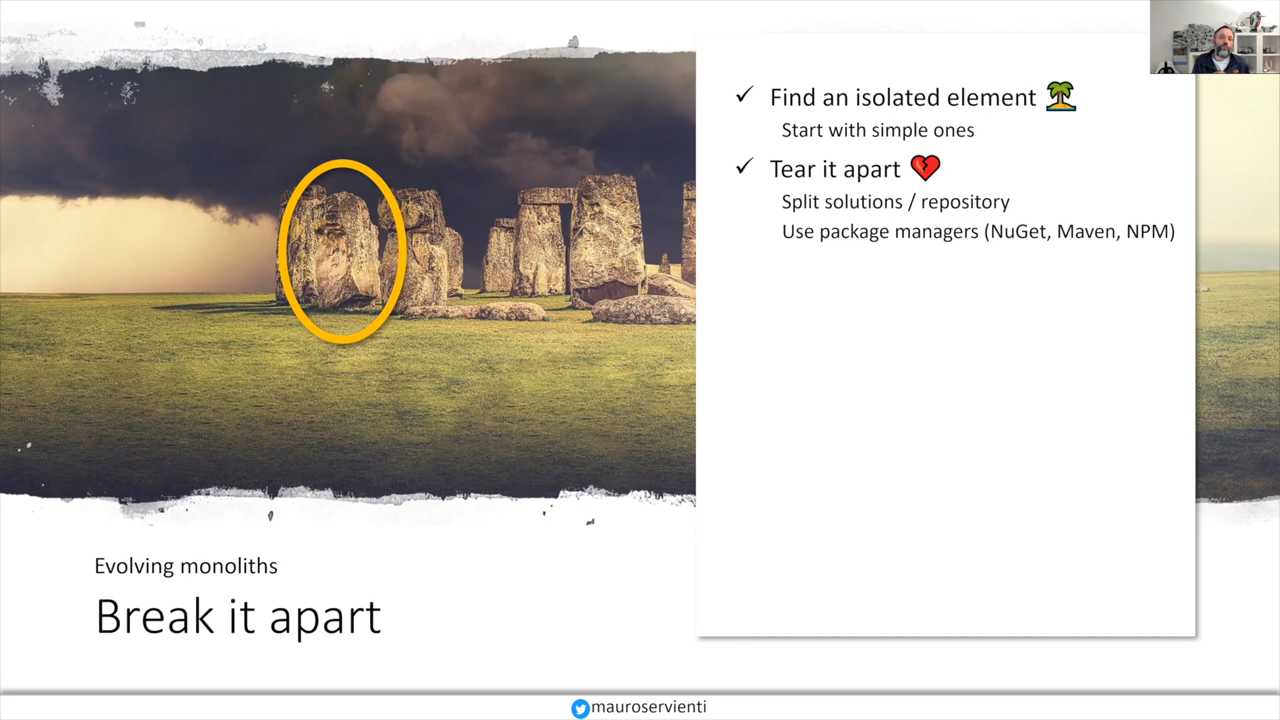 Find an isolated element
Start with simple ones
Tear it apart
Split solutions / repository
Use package managers (NuGet, Maven, NPM)
Evolving monoliths
Break it apart
mauroservienti